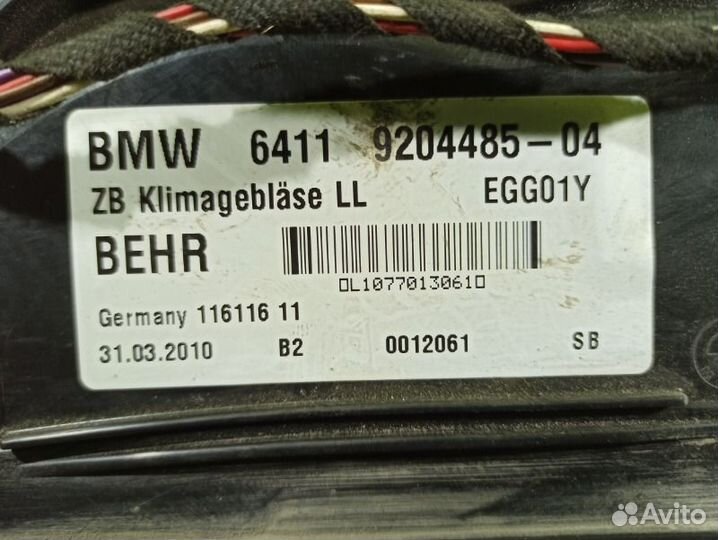 BMW 6411 9204485-04
ZB Klimagebläse LL EGG01Y
BEHR
L1077013061
Germany 116116 11
31.03.2010 B2 0012061 SB
Avito